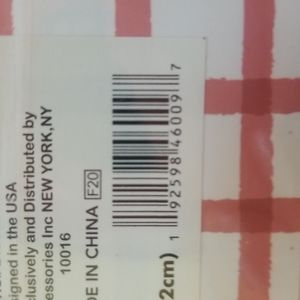 signed in the USA
clusively and Distributed by
essories Inc NEW YORK,NY
10016
DE IN CHINA F20
2cm)
1 92598 46009 7